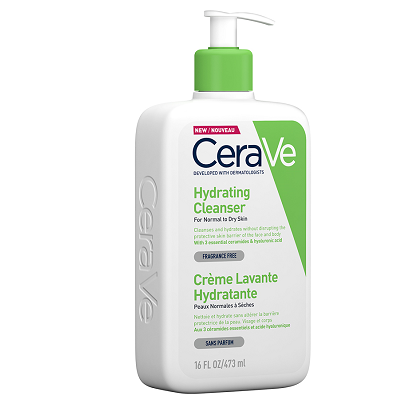 NEW / NOUVEAU
CeraVe
DEVELOPED WITH DERMATOLOGISTS
Hydrating
Cleanser
For Normal to Dry Skin
Cleanses and hydrates without disrupting the
protective skin barrier of the face and body
With 3 essential ceramides & hyaluronic acid
FRAGRANCE FREE
Crème Lavante
Hydratante
Peaux Normales à Sèches
Nettoie et hydrate sans altérer la barrière
protectrice de la peau. Visage et corps
Aux 3 céramides essentiels et acide hyaluronique
SANS PARFUM
16 FL OZ/473 ml
CeraVe